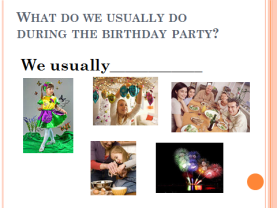 WHAT DO WE USUALLY DO
DURING THE BIRTHDAY PARTY?
We usually___________